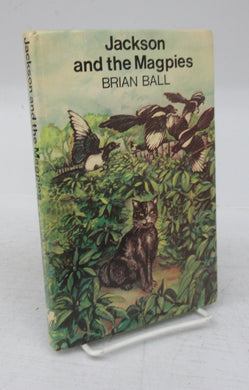 Jackson
and the Magpies
BRIAN BALL
Jackson and the Magpies